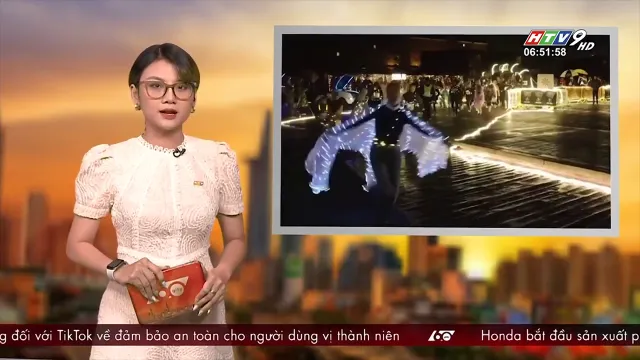 HTV9 HD
06:51:58
g đối với TikTok về đảm bảo an toàn cho người dùng vị thành niên 60 Honda bắt đầu sản xuất p